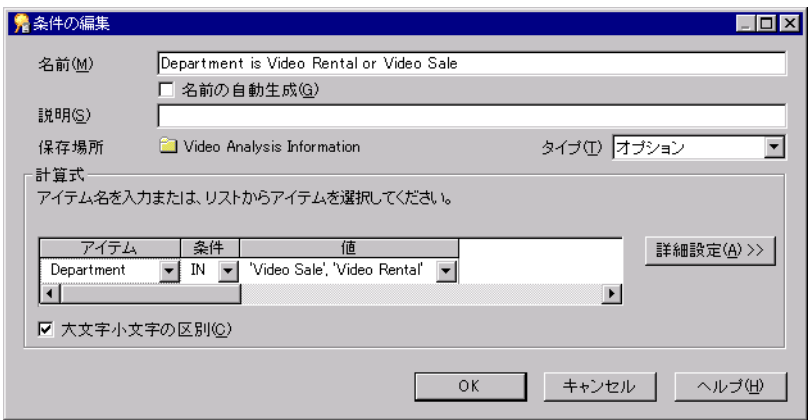 条件の編集
名前(M) Department is Video Rental or Video Sale
名前の自動生成(G)
説明(S)
保存場所 Video Analysis Information タイプ(T) オプション
計算式
アイテム名を入力または、リストからアイテムを選択してください。
アイテム 条件 値
Department IN 'Video Sale', 'Video Rental' 詳細設定(A) >>
大文字小文字の区別(C)
OK キャンセル ヘルプ(H)